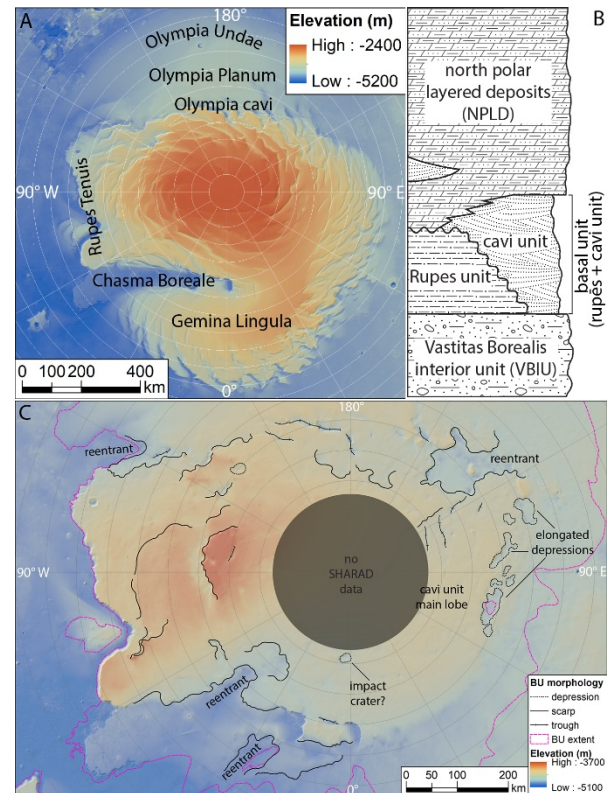 A
180°
Olympia Undae
Olympia Planum
Olympia cavi
Elevation (m)
High : -2400
Low : -5200
90° W
90° E
Rupes Tenuis
Chasma Boreale
Gemina Lingula
0°
0 100 200 400
km
B
north polar
layered deposits
(NPLD)
cavi unit
Rupes unit
basal unit
(rupes + cavi unit)
Vastitas Borealis
interior unit (VBIU)
C
180°
reentrant
reentrant
elongated
depressions
90° W
no
SHARAD
data
cavi unit
main lobe
90° E
impact
crater?
reentrant
reentrant
0°
BU morphology
depression
scarp
trough
BU extent
Elevation (m)
High : -3700
Low : -5100
0 50 100 200
km